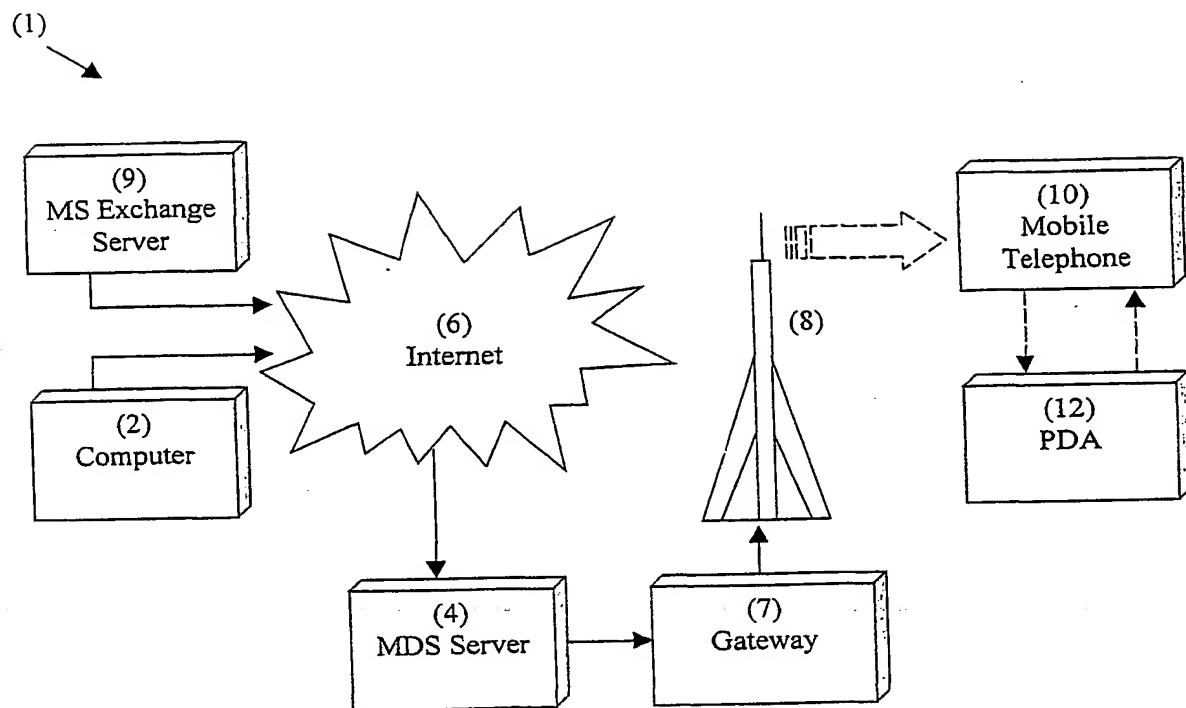 (1)
(9)
MS Exchange
Server
(6)
Internet
(2)
Computer
(8)
(10)
Mobile
Telephone
(12)
PDA
(4)
MDS Server
(7)
Gateway